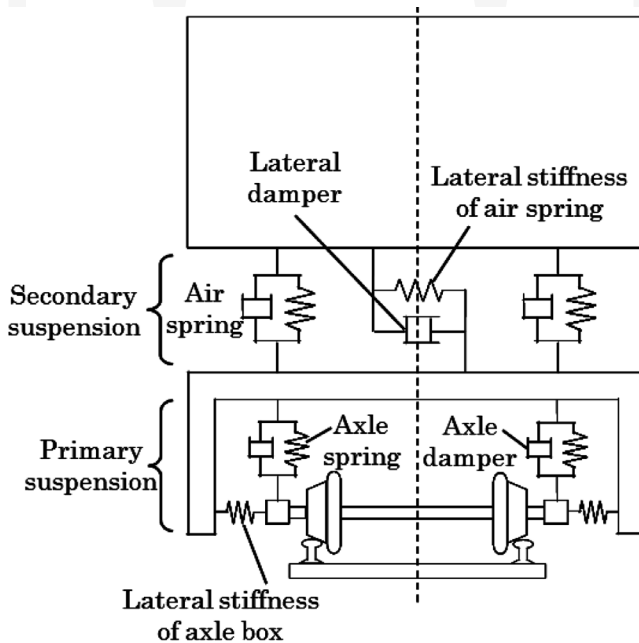 Lateral
damper
Lateral stiffness
of air spring
Secondary
suspension
Air
spring
Primary
suspension
Axle
spring
Axle
damper
Lateral stiffness
of axle box